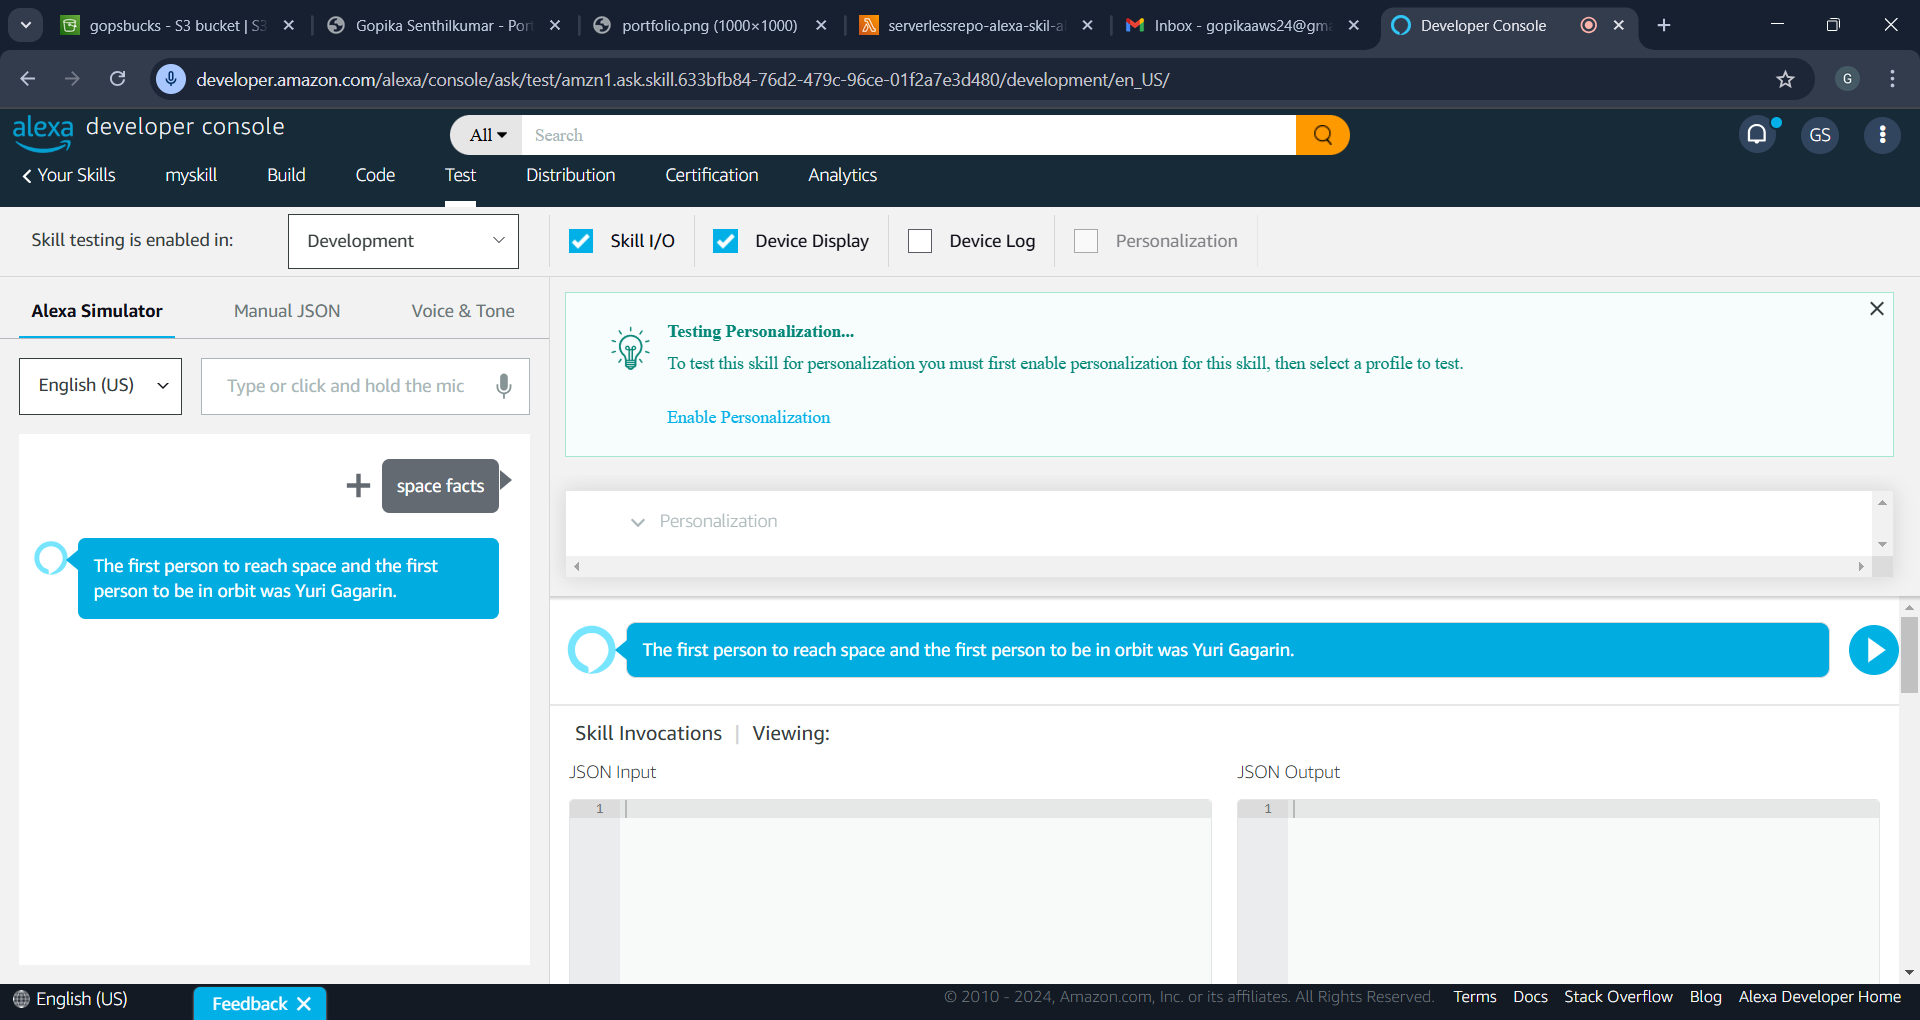 gopsbucks - S3 bucket | S3
Gopika Senthilkumar - Por
portfolio.png (1000×1000)
serverlessrepo-alexa-skil-a
Inbox - gopikaaws24@gm
Developer Console
developer.amazon.com/alexa/console/ask/test/amzn1.ask.skill.633bfb84-76d2-479c-96ce-01f2a7e3d480/development/en_US/
G
alexa developer console
All
Search
GS
Your Skills
myskill
Build
Code
Test
Distribution
Certification
Analytics
Skill testing is enabled in:
Development
Skill I/O
Device Display
Device Log
Personalization
Alexa Simulator
Manual JSON
Voice & Tone
English (US)
Type or click and hold the mic
space facts
The first person to reach space and the first
person to be in orbit was Yuri Gagarin.
Testing Personalization...
To test this skill for personalization you must first enable personalization for this skill, then select a profile to test.
Enable Personalization
Personalization
The first person to reach space and the first person to be in orbit was Yuri Gagarin.
Skill Invocations | Viewing:
JSON Input
JSON Output
1
1
English (US)
Feedback
© 2010 - 2024, Amazon.com, Inc. or its affiliates. All Rights Reserved.
Terms
Docs
Stack Overflow
Blog
Alexa Developer Home